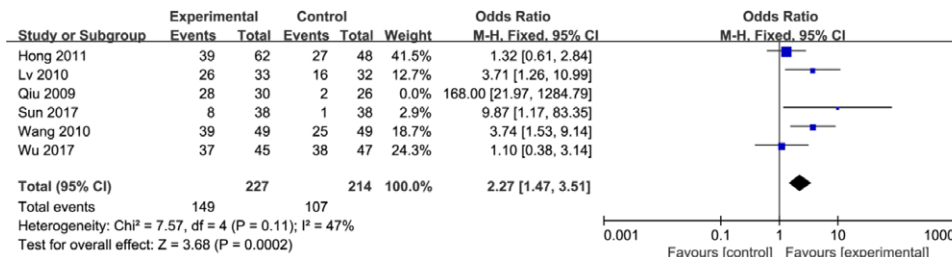 Experimental Control Odds Ratio Odds Ratio
Study or Subgroup Events Total Events Total Weight M-H, Fixed, 95% CI M-H, Fixed, 95% CI
Hong 2011 39 62 27 48 41.5% 1.32 [0.61, 2.84]
Lv 2010 26 33 16 32 12.7% 3.71 [1.26, 10.99]
Qiu 2009 28 30 2 26 0.0% 168.00 [21.97, 1284.79]
Sun 2017 8 38 1 38 2.9% 9.87 [1.17, 83.35]
Wang 2010 39 49 25 49 18.7% 3.74 [1.53, 9.14]
Wu 2017 37 45 38 47 24.3% 1.10 [0.38, 3.14]
Total (95% CI) 227 214 100.0% 2.27 [1.47, 3.51]
Total events 149 107
Heterogeneity: Chi² = 7.57, df = 4 (P = 0.11); I² = 47%
Test for overall effect: Z = 3.68 (P = 0.0002)
0.001 0.1 1 10 1000
Favours [control] Favours [experimental]